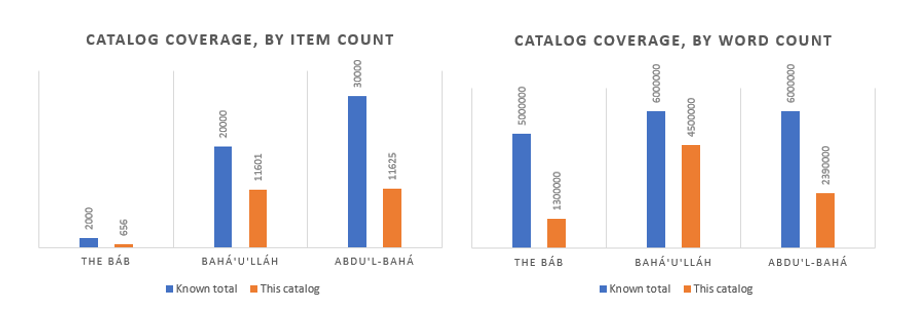 CATALOG COVERAGE, BY ITEM COUNT
2000
656
20000
11601
30000
11625
THE BÁB
BAHÁ'U'LLÁH
ABDU'L-BAHÁ
Known total
This catalog
CATALOG COVERAGE, BY WORD COUNT
5000000
1300000
6000000
4500000
6000000
2390000
THE BÁB
BAHÁ'U'LLÁH
ABDU'L-BAHÁ
Known total
This catalog